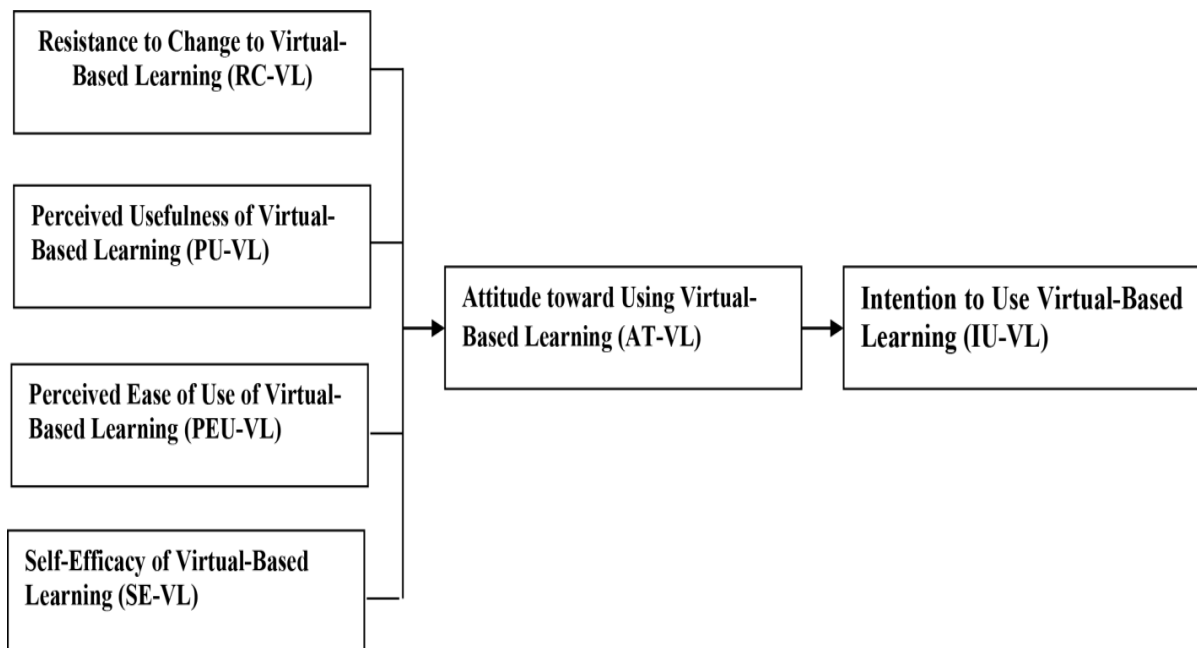 Resistance to Change to Virtual-
Based Learning (RC-VL)
Perceived Usefulness of Virtual-
Based Learning (PU-VL)
Perceived Ease of Use of Virtual-
Based Learning (PEU-VL)
Self-Efficacy of Virtual-Based
Learning (SE-VL)
Attitude toward Using Virtual-
Based Learning (AT-VL)
Intention to Use Virtual-Based
Learning (IU-VL)